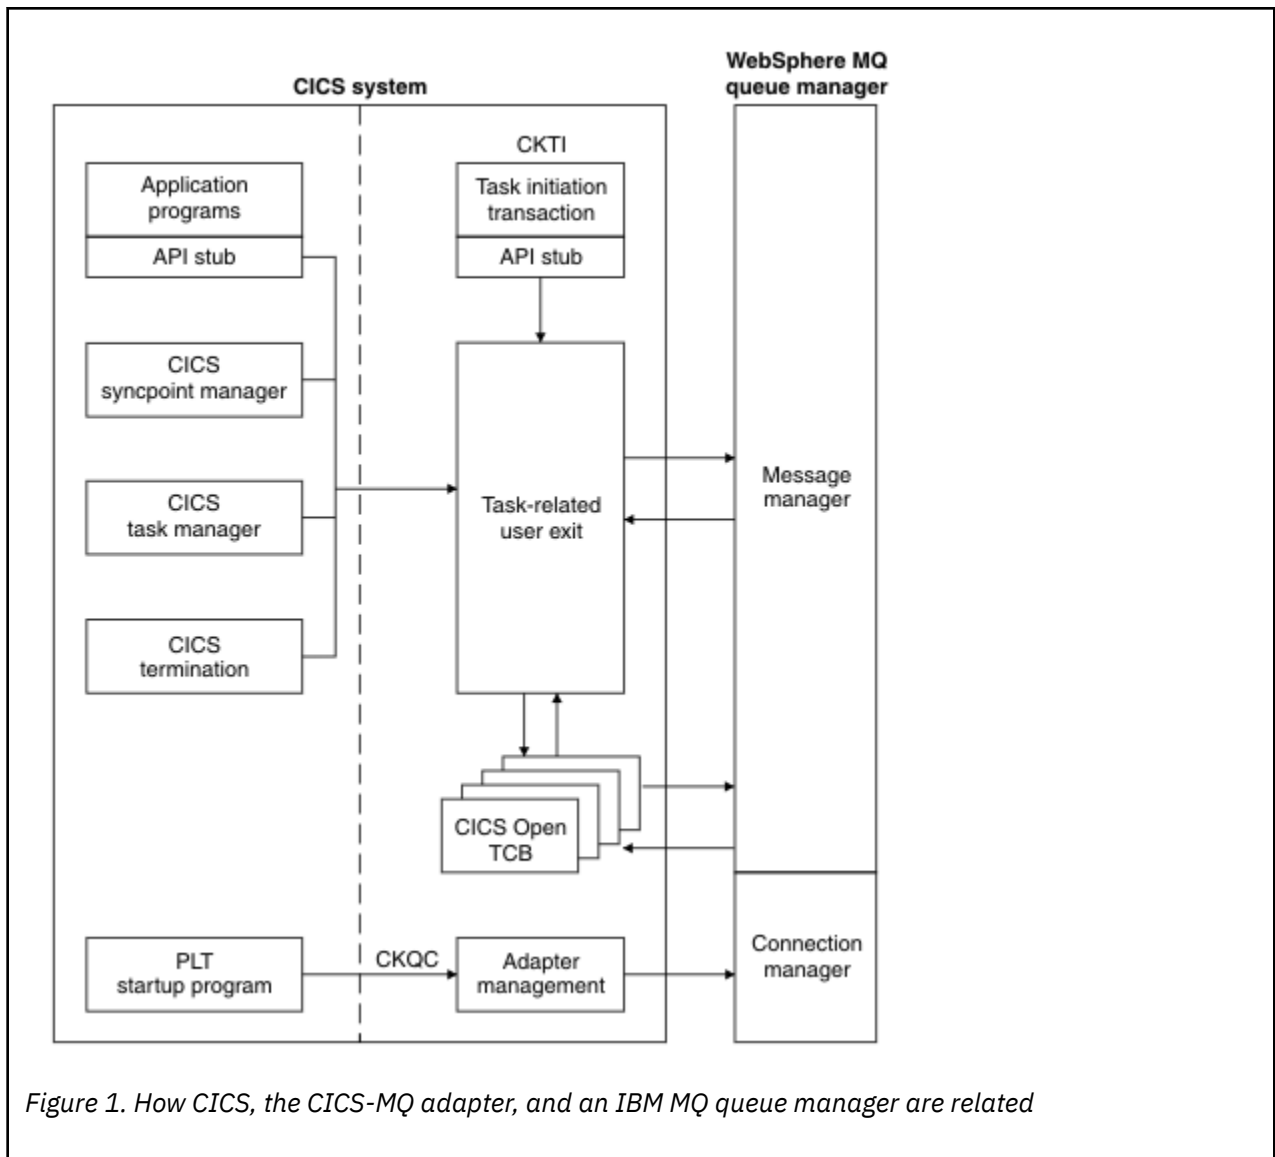 WebSphere MQ
queue manager
CICS system
CKTI
Application
programs
API stub
Task initiation
transaction
API stub
CICS
syncpoint manager
CICS
task manager
CICS
termination
Task-related
user exit
Message
manager
CICS Open
TCB
PLT
startup program
CKQC
Adapter
management
Connection
manager
Figure 1. How CICS, the CICS-MQ adapter, and an IBM MQ queue manager are related